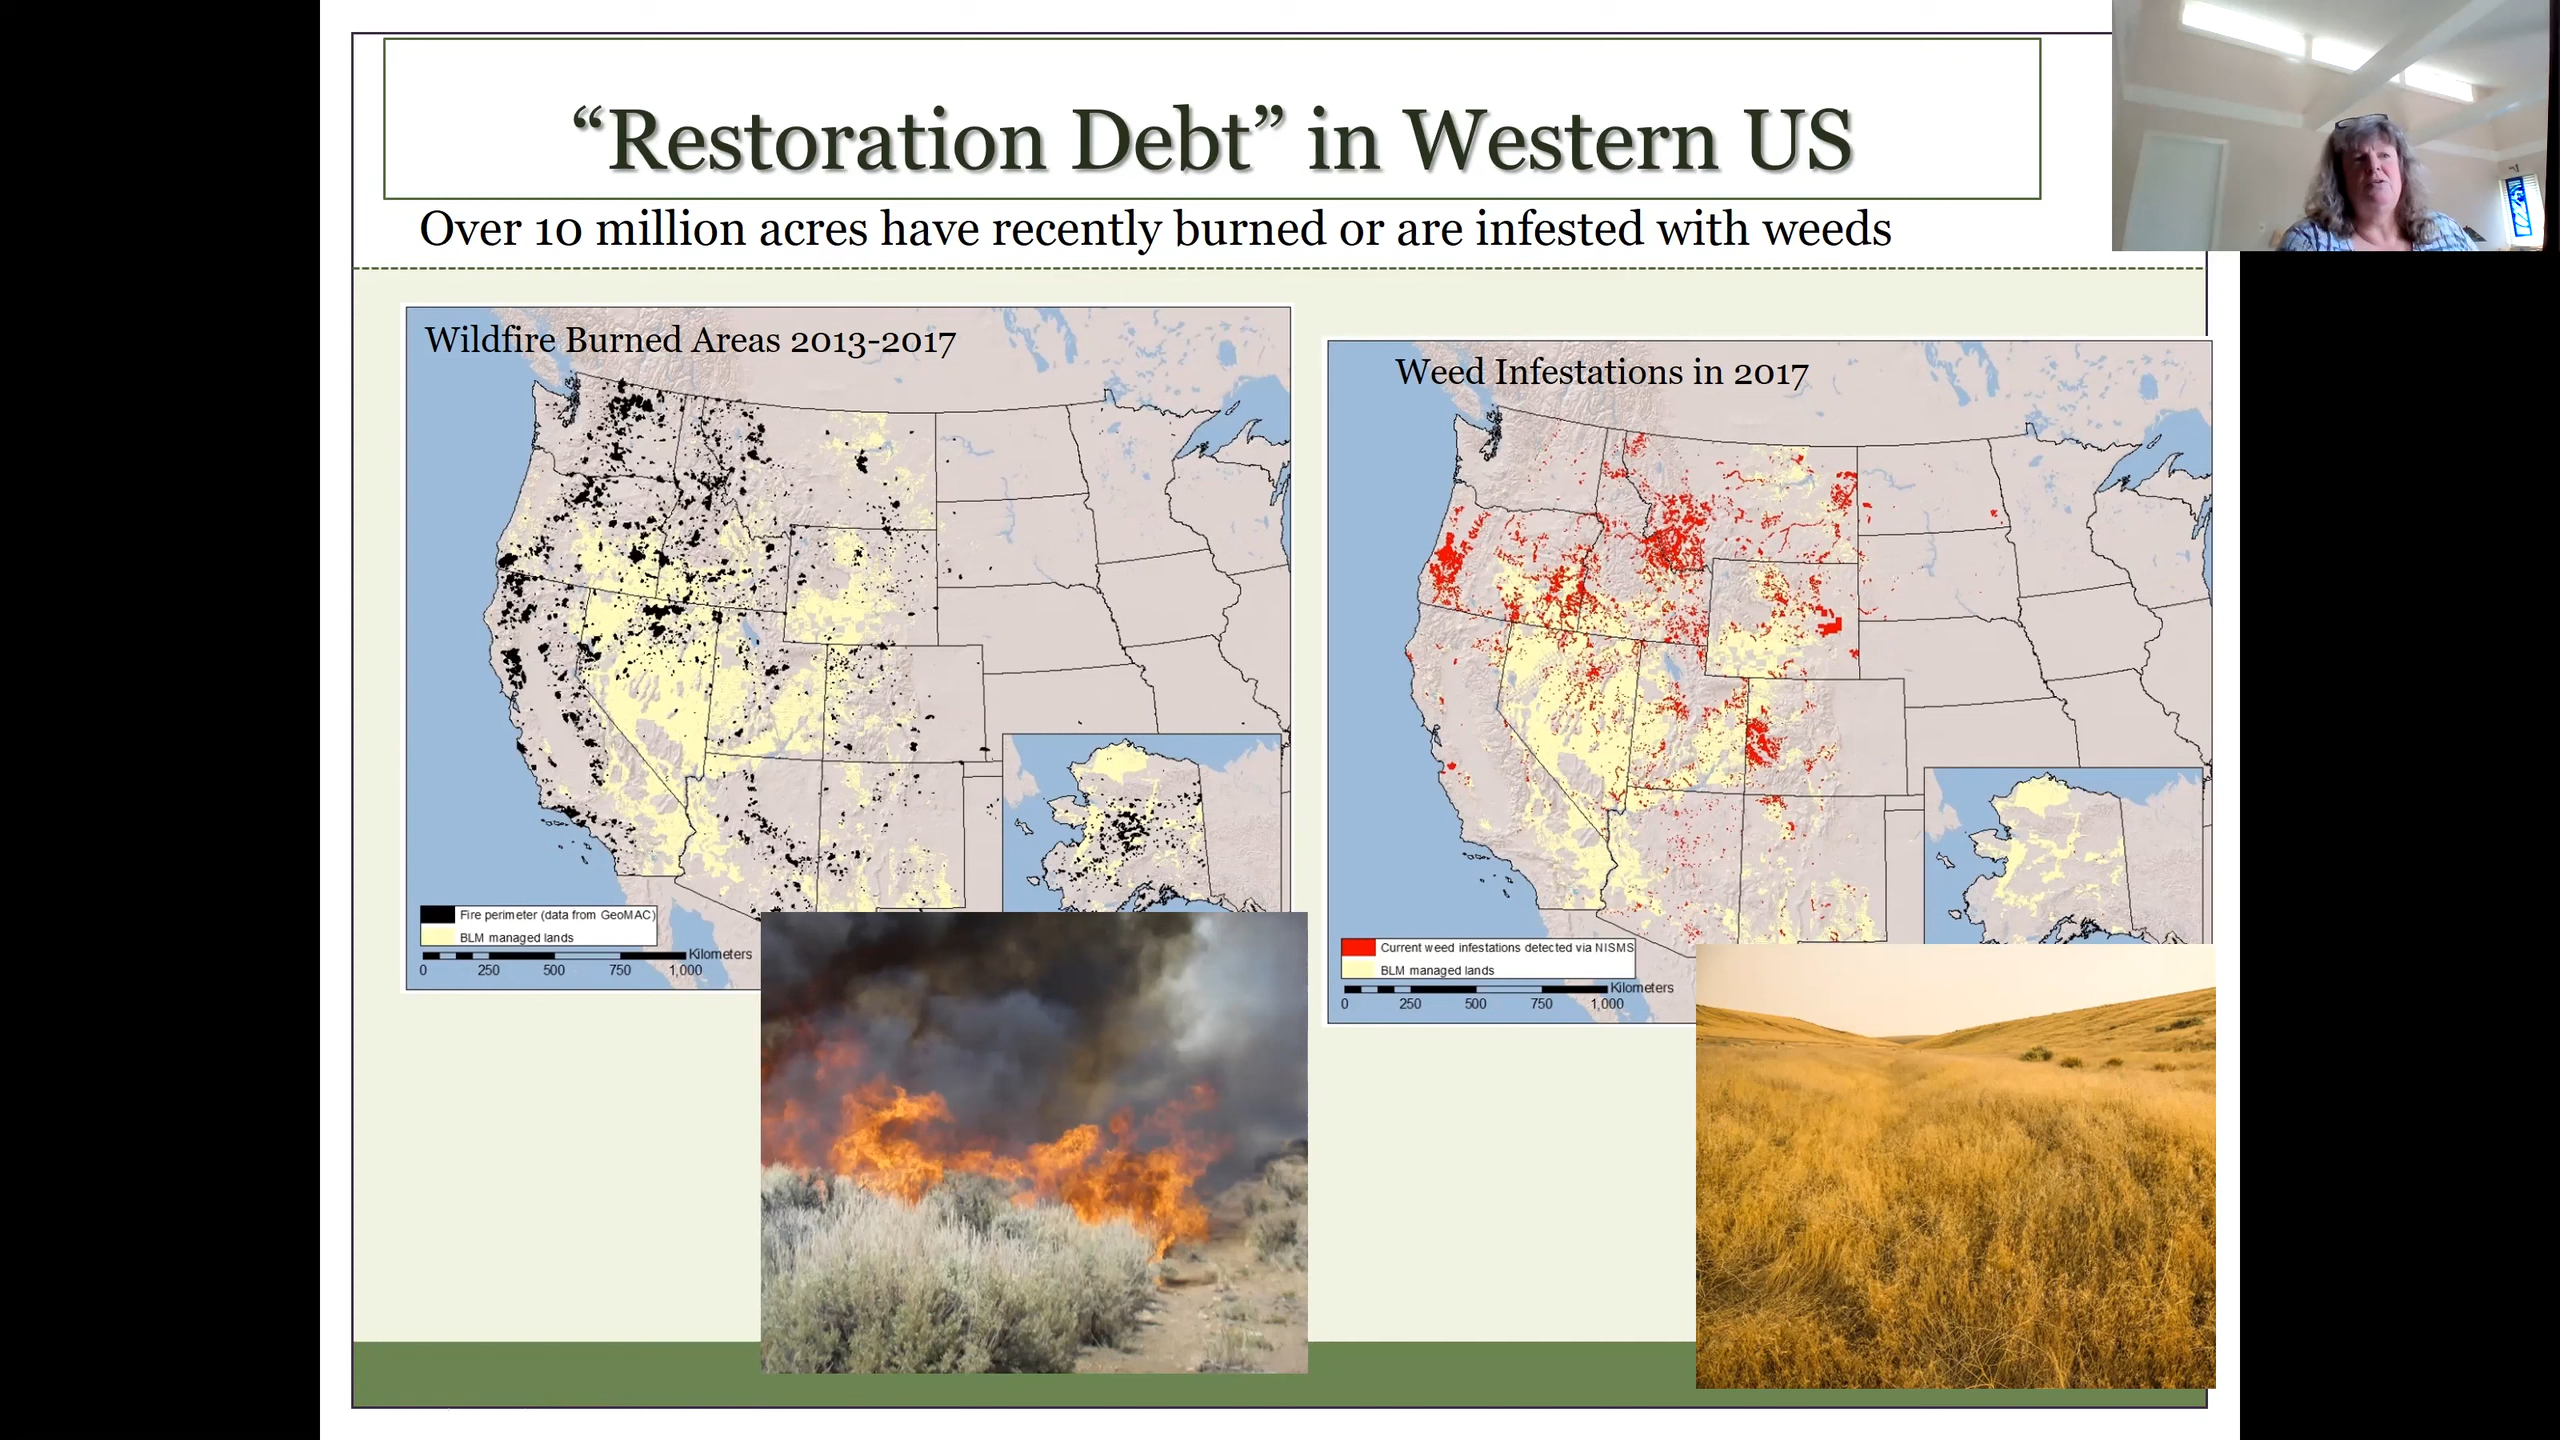 “Restoration Debt” in Western US
Over 10 million acres have recently burned or are infested with weeds
Wildfire Burned Areas 2013-2017
Fire perimeter (data from GeoMAC)
BLM managed lands
Kilometers
0 250 500 750 1,000
Weed Infestations in 2017
Current weed infestations detected via NISMS
BLM managed lands
Kilometers
0 250 500 750 1,000